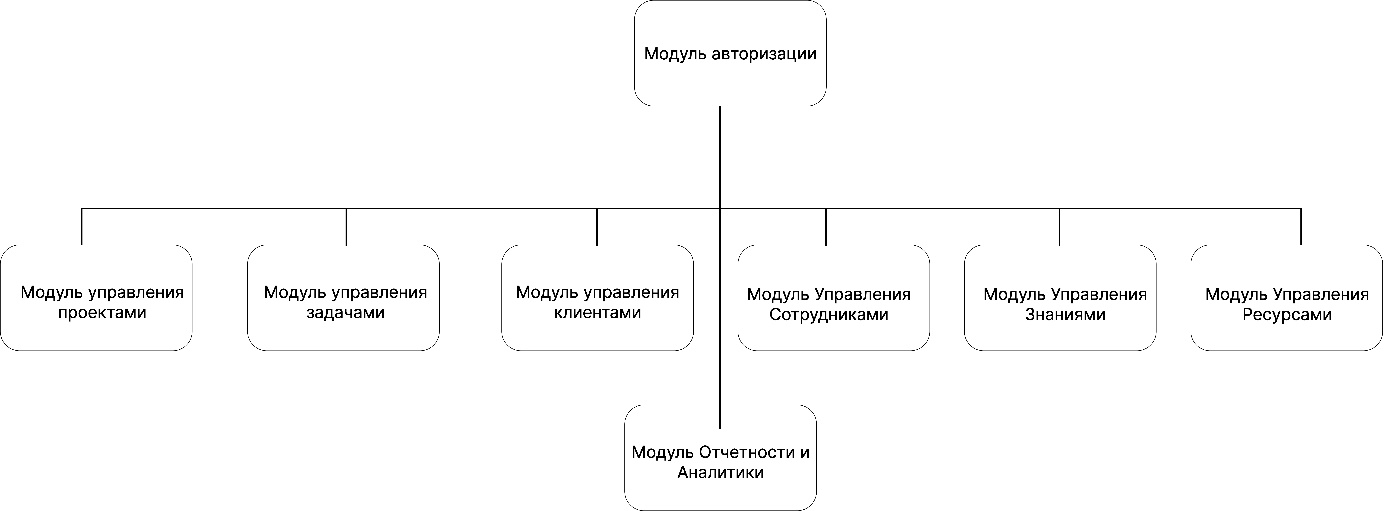 Модуль авторизации
Модуль управления
проектами
Модуль управления
задачами
Модуль управления
клиентами
Модуль Управления
Сотрудниками
Модуль Управления
Знаниями
Модуль Управления
Ресурсами
Модуль Отчетности и
Аналитики